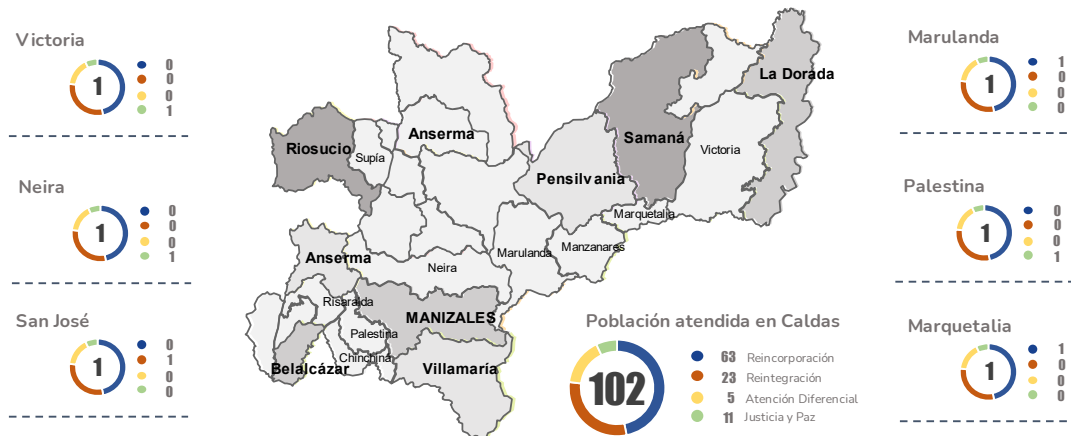 Victoria
1
0
0
0
1
Neira
1
0
0
0
1
San José
1
0
1
0
0
Riosucio
Supía
Anserma
Pensilvania
Samaná
La Dorada
Victoria
Marquetalia
Manzanares
Marulanda
Neira
Anserma
Risaralda
MANIZALES
Palestina
Chinchina
Belalcázar
Villamaría
Población atendida en Caldas
102
63 Reincorporación
23 Reintegración
5 Atención Diferencial
11 Justicia y Paz
Marulanda
1
1
0
0
0
Palestina
1
0
0
0
1
Marquetalia
1
1
0
0
0